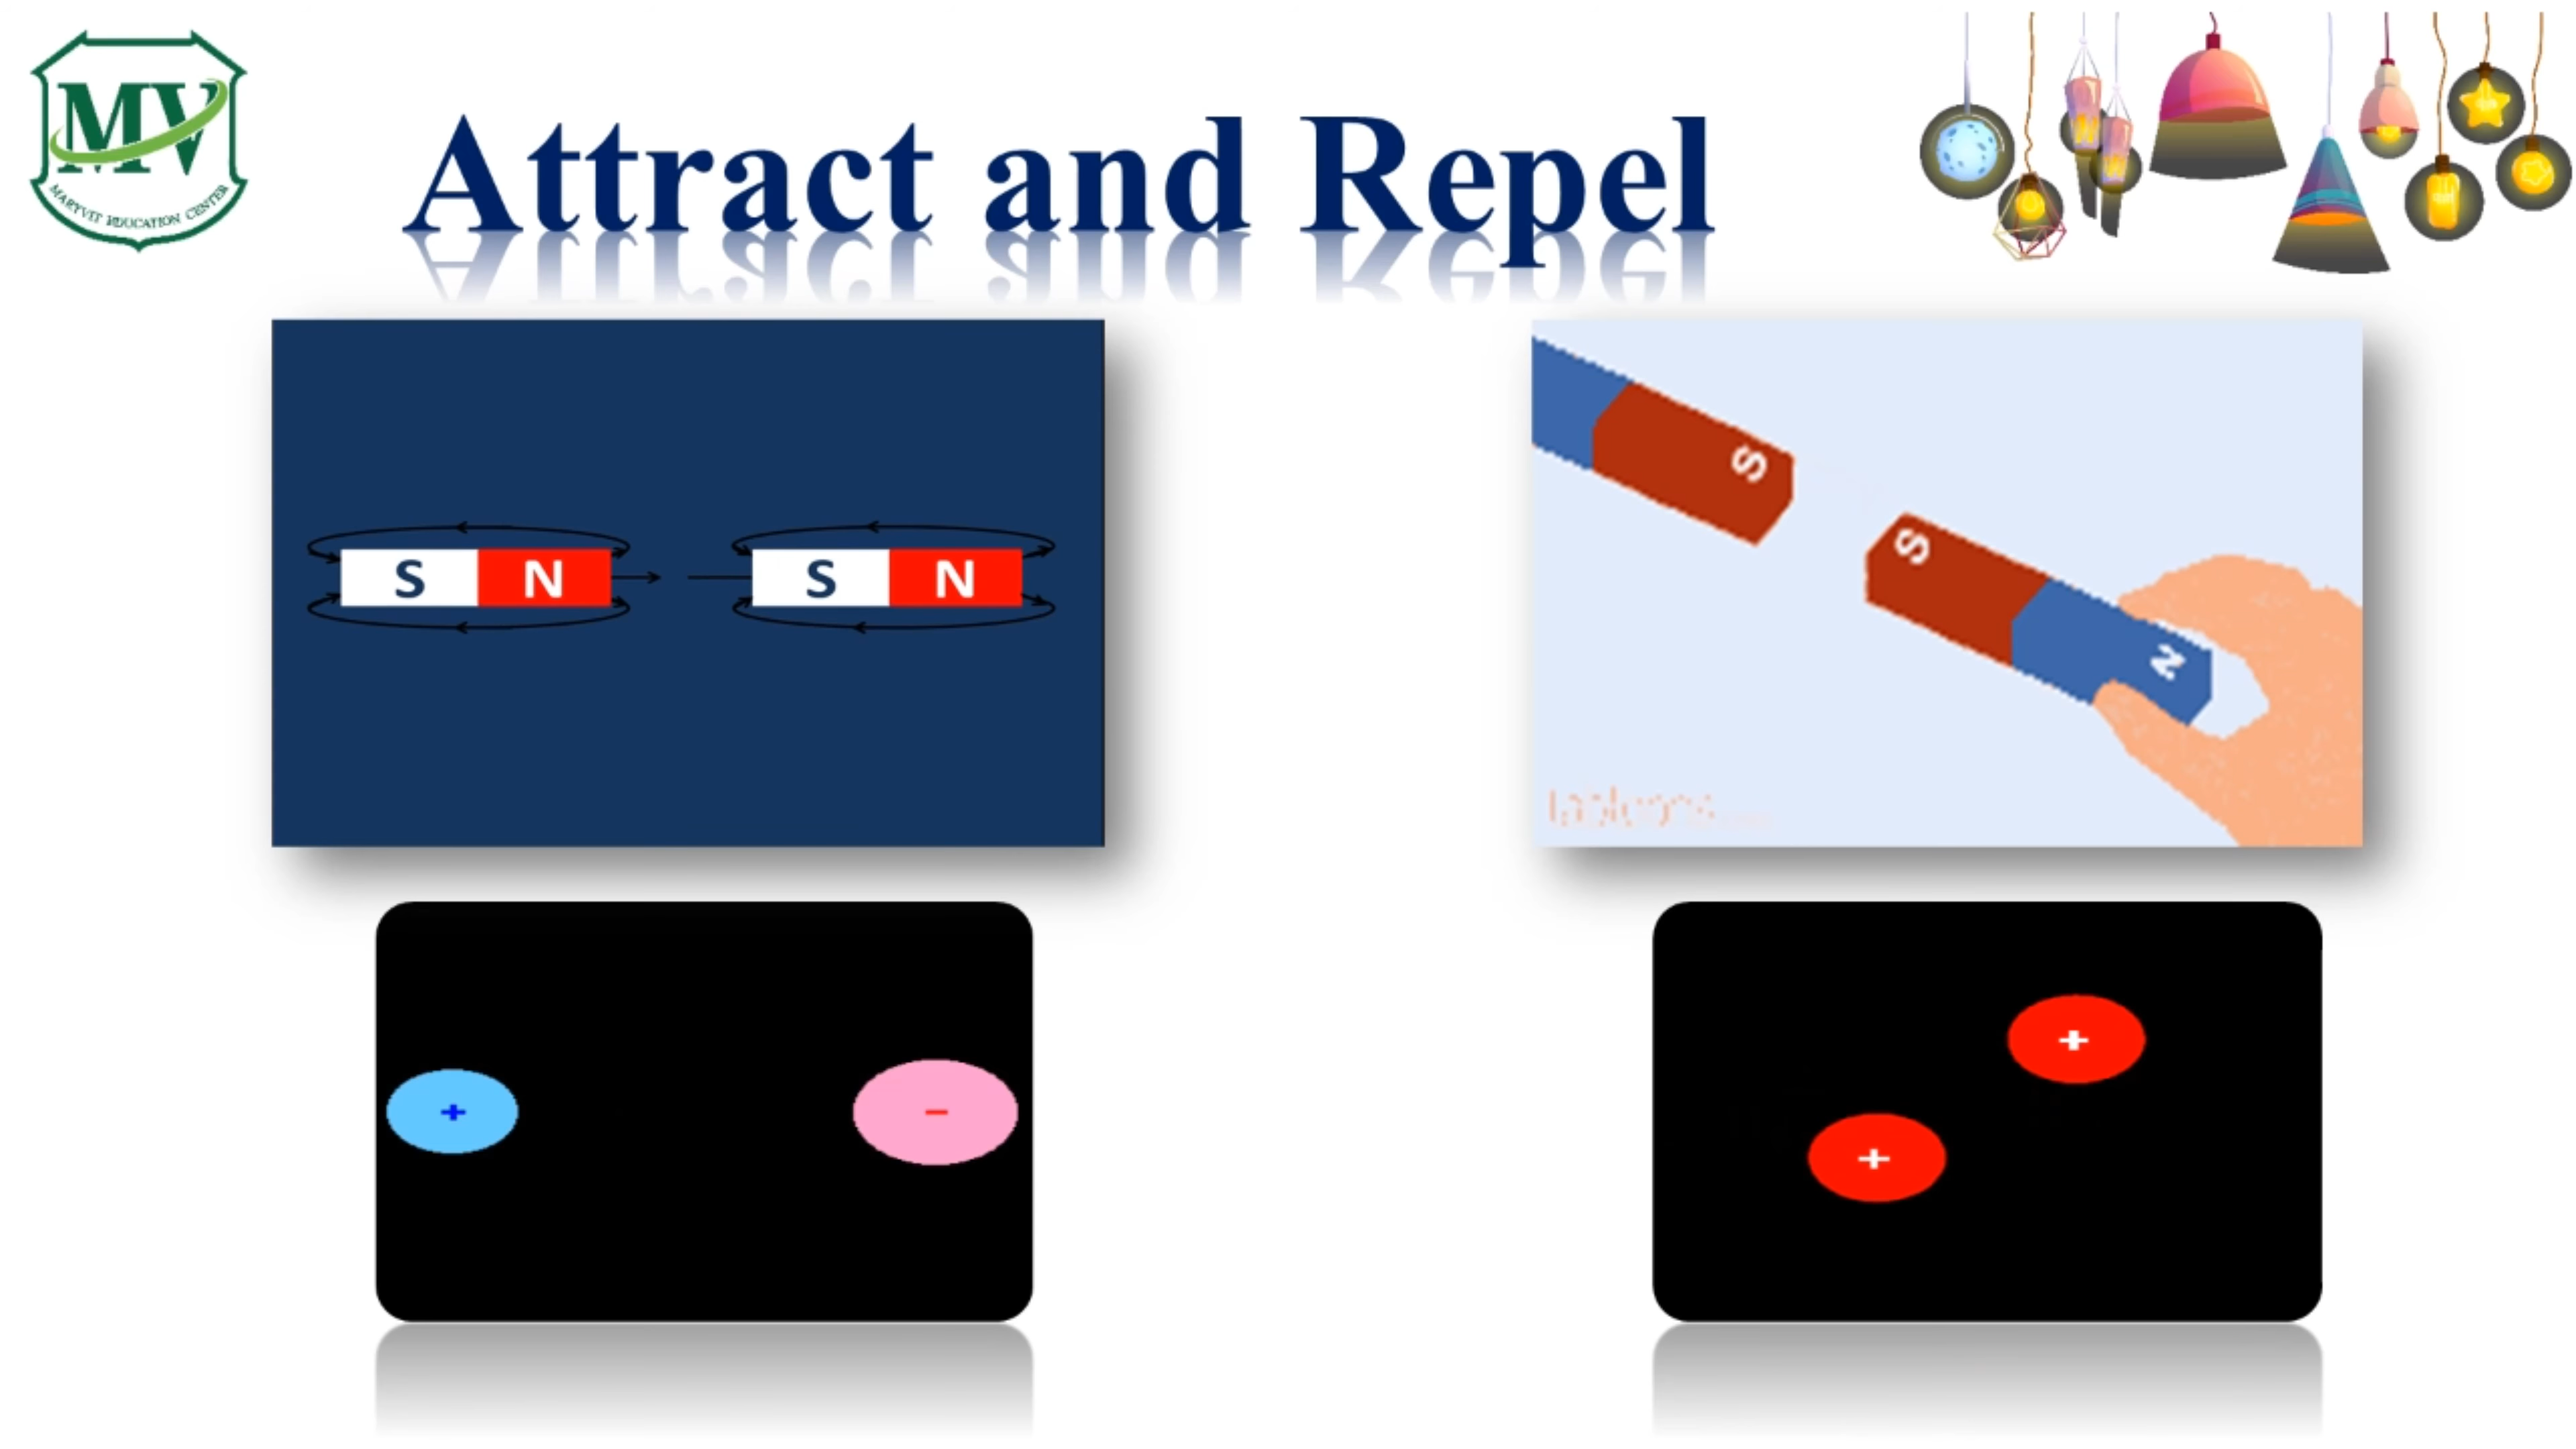 MV
MARYVIT EDUCATION CENTER
Attract and Repel
S N
S N
S
S
N
+
−
+
+